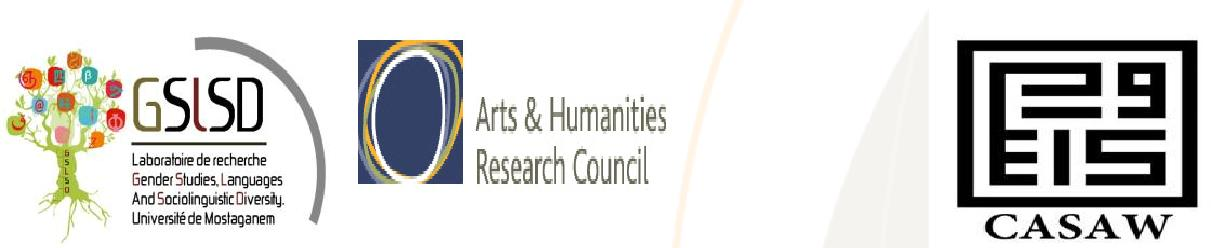 GSLSD
Laboratoire de recherche
Gender Studies, Languages
And Sociolinguistic Diversity.
Université de Mostaganem
Arts & Humanities
Research Council
CASAW